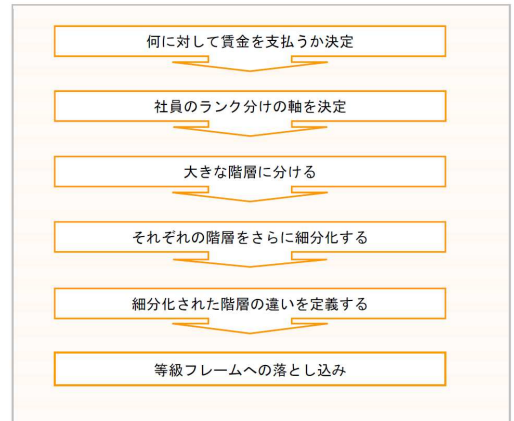 何に対して賃金を支払うか決定
社員のランク分けの軸を決定
大きな階層に分ける
それぞれの階層をさらに細分化する
細分化された階層の違いを定義する
等級フレームへの落とし込み